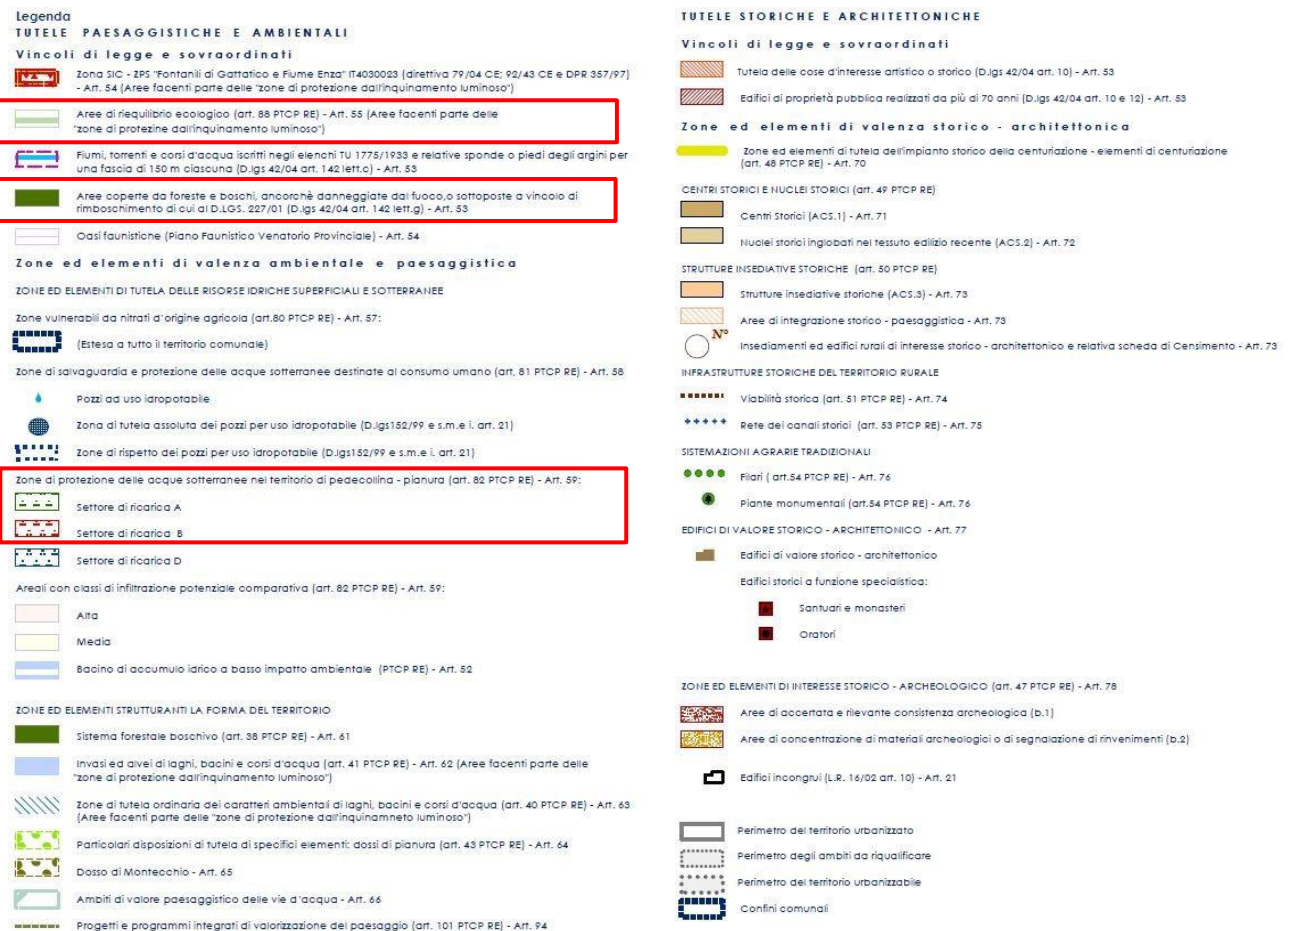 Legenda
TUTELE PAESAGGISTICHE E AMBIENTALI
Vincoli di legge e sovraordinati
Zona SIC - ZPS "Fontanili di Gattatico e Fiume Enza" IT4030023 (direttiva 79/04 CE; 92/43 CE e DPR 357/97)
- Art. 54 (Aree facenti parte delle "zone di protezione dall'inquinamento luminoso")
Aree di riequilibrio ecologico (art. 88 PTCP RE) - Art. 55 (Aree facenti parte delle
"zone di protezine dall'inquinamento luminoso")
Fiumi, torrenti e corsi d'acqua iscritti negli elenchi TU 1775/1933 e relative sponde o piedi degli argini per
una fascia di 150 m ciascuna (D.lgs 42/04 art. 142 lett.c) - Art. 53
Aree coperte da foreste e boschi, ancorchè danneggiate dal fuoco,o sottoposte a vincolo di
rimboschimento di cui al D.LGS. 227/01 (D.lgs 42/04 art. 142 lett.g) - Art. 53
Oasi faunistiche (Piano Faunistico Venatorio Provinciale) - Art. 54
Zone ed elementi di valenza ambientale e paesaggistica
ZONE ED ELEMENTI DI TUTELA DELLE RISORSE IDRICHE SUPERFICIALI E SOTTERRANEE
Zone vulnerabili da nitrati d'origine agricola (art.80 PTCP RE) - Art. 57:
(Estesa a tutto il territorio comunale)
Zone di salvaguardia e protezione delle acque sotterranee destinate al consumo umano (art, 81 PTCP RE) - Art. 58
Pozzi ad uso idropotabile
Zona di tutela assoluta dei pozzi per uso idropotabile (D.lgs152/99 e s.m.e i. art. 21)
Zone di rispetto dei pozzi per uso idropotabile (D.lgs152/99 e s.m.e i. art. 21)
Zone di protezione delle acque sotterranee nel territorio di pedecollina - pianura (art. 82 PTCP RE) - Art. 59:
Settore di ricarica A
Settore di ricarica B
Settore di ricarica D
Areali con classi di infiltrazione potenziale comparativa (art. 82 PTCP RE) - Art. 59:
Alta
Media
Bacino di accumulo idrico a basso impatto ambientale (PTCP RE) - Art. 52
ZONE ED ELEMENTI STRUTTURANTI LA FORMA DEL TERRITORIO
Sistema forestale boschivo (art. 38 PTCP RE) - Art. 61
Invasi ed alvei di laghi, bacini e corsi d'acqua (art. 41 PTCP RE) - Art. 62 (Aree facenti parte delle
"zone di protezione dall'inquinamento luminoso")
Zone di tutela ordinaria dei caratteri ambientali di laghi, bacini e corsi d'acqua (art. 40 PTCP RE) - Art. 63
(Aree facenti parte delle "zone di protezione dall'inquinamneto luminoso")
Particolari disposizioni di tutela di specifici elementi: dossi di pianura (art. 43 PTCP RE) - Art. 64
Dosso di Montecchio - Art. 65
Ambiti di valore paesaggistico delle vie d'acqua - Art. 66
Progetti e programmi integrati di valorizzazione del paesaggio (art. 101 PTCP RE) - Art. 94
TUTELE STORICHE E ARCHITETTONICHE
Vincoli di legge e sovraordinati
Tutela delle cose d'interesse artistico o storico (D.lgs 42/04 art. 10) - Art. 53
Edifici di proprietà pubblica realizzati da più di 70 anni (D.lgs 42/04 art. 10 e 12) - Art. 53
Zone ed elementi di valenza storico - architettonica
Zone ed elementi di tutela dell'impianto storico della centuriazione - elementi di centuriazione
(art. 48 PTCP RE) - Art. 70
CENTRI STORICI E NUCLEI STORICI (art. 49 PTCP RE)
Centri Storici (ACS.1) - Art. 71
Nuclei storici inglobati nel tessuto edilizio recente (ACS.2) - Art. 72
STRUTTURE INSEDIATIVE STORICHE (art. 50 PTCP RE)
Strutture insediative storiche (ACS.3) - Art. 73
Aree di integrazione storico - paesaggistica - Art. 73
N°
Insediamenti ed edifici rurali di interesse storico - architettonico e relativa scheda di Censimento - Art. 73
INFRASTRUTTURE STORICHE DEL TERRITORIO RURALE
Viabilità storica (art. 51 PTCP RE) - Art. 74
Rete dei canali storici (art. 53 PTCP RE) - Art. 75
SISTEMAZIONI AGRARIE TRADIZIONALI
Filari ( art.54 PTCP RE) - Art. 76
Piante monumentali (art.54 PTCP RE) - Art. 76
EDIFICI DI VALORE STORICO - ARCHITETTONICO - Art. 77
Edifici di valore storico - architettonico
Edifici storici a funzione specialistica:
Santuari e monasteri
Oratori
ZONE ED ELEMENTI DI INTERESSE STORICO - ARCHEOLOGICO (art. 47 PTCP RE) - Art. 78
Aree di accertata e rilevante consistenza archeologica (b.1)
Aree di concentrazione di materiali archeologici o di segnalazione di rinvenimenti (b.2)
Edifici incongrui (L.R. 16/02 art. 10) - Art. 21
Perimetro del territorio urbanizzato
Perimetro degli ambiti da riqualificare
Perimetro del territorio urbanizzabile
Confini comunali